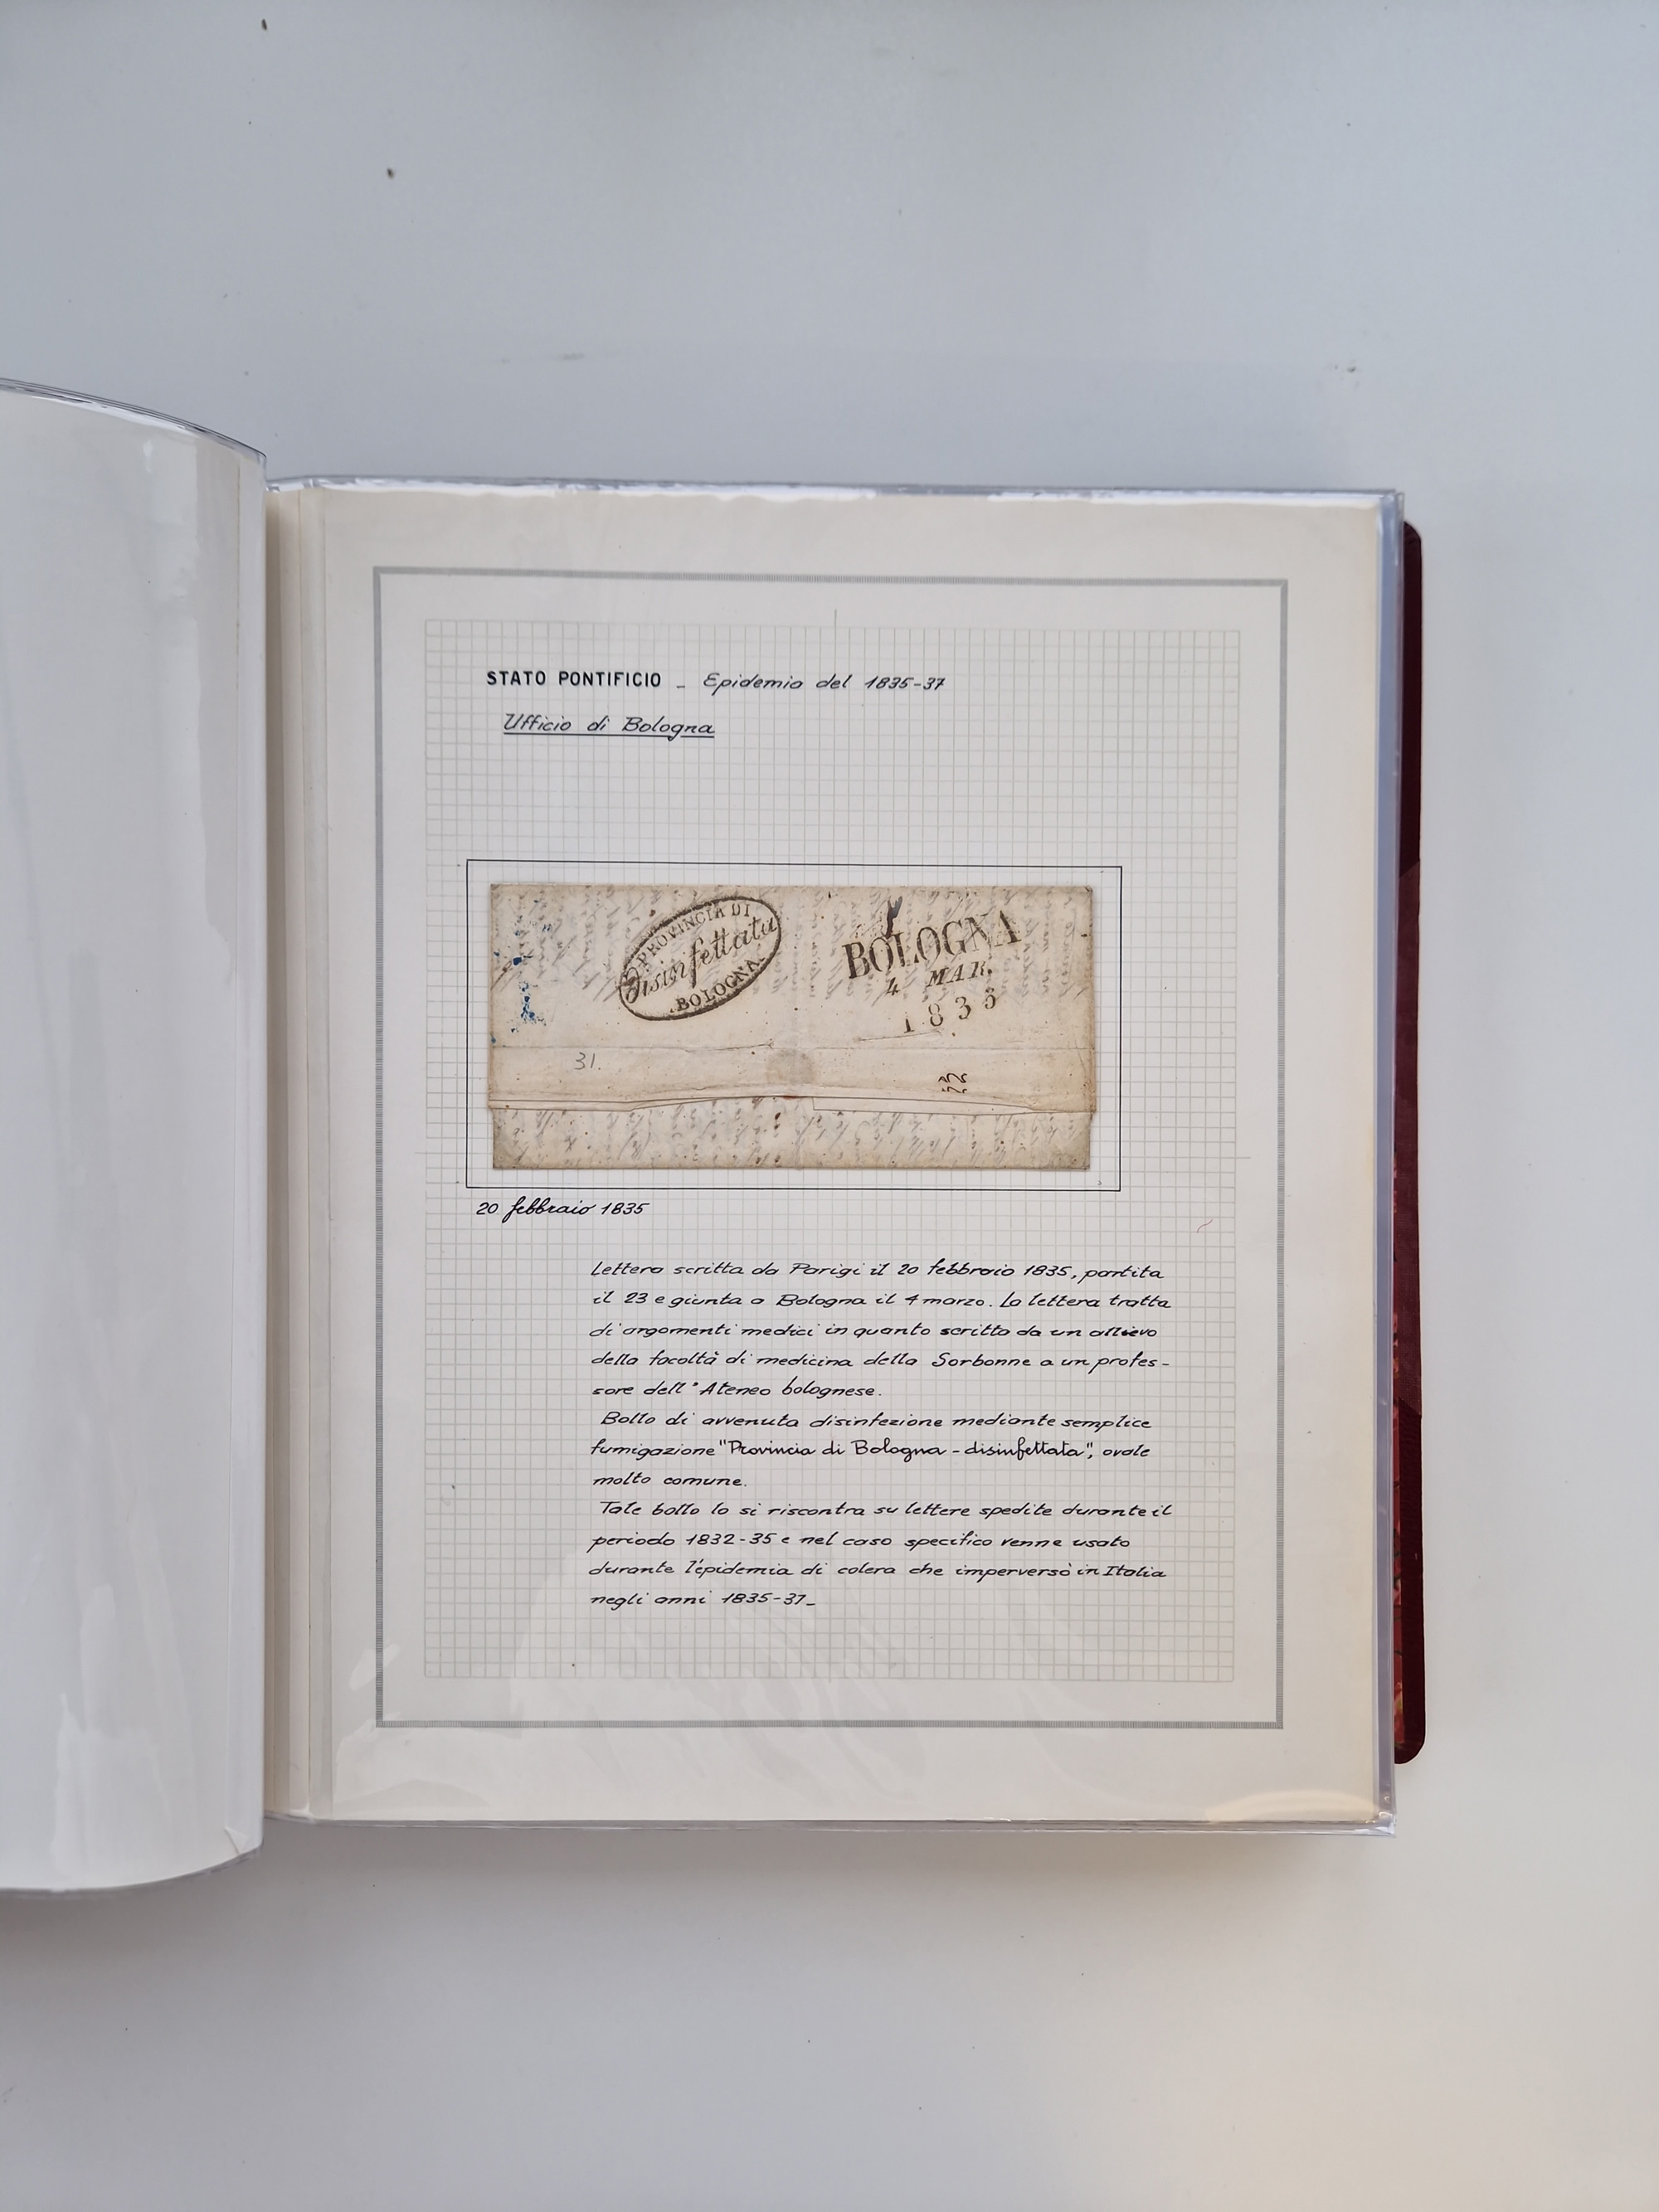 STATO PONTIFICIO - Epidemia del 1835-37
Ufficio di Bologna
PROVINCIA DI
Disinfettata
BOLOGNA
BOLOGNA
4 MAR.
1835
31.
20 febbraio 1835
Lettera scritta da Parigi il 20 febbraio 1835, partita
il 23 e giunta a Bologna il 4 marzo. La lettera tratta
di argomenti medici in quanto scritta da un allievo
della facoltà di medicina della Sorbonne a un profes-
sore dell'Ateneo bolognese.
Bollo di avvenuta disinfezione mediante semplice
fumigazione "Provincia di Bologna - disinfettata", ovale
molto comune.
Tale bollo lo si riscontra su lettere spedite durante il
periodo 1832-35 e nel caso specifico venne usato
durante l'epidemia di colera che imperversò in Italia
negli anni 1835-37_